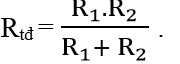 Rtđ = R1.R2 / R1 + R2 .